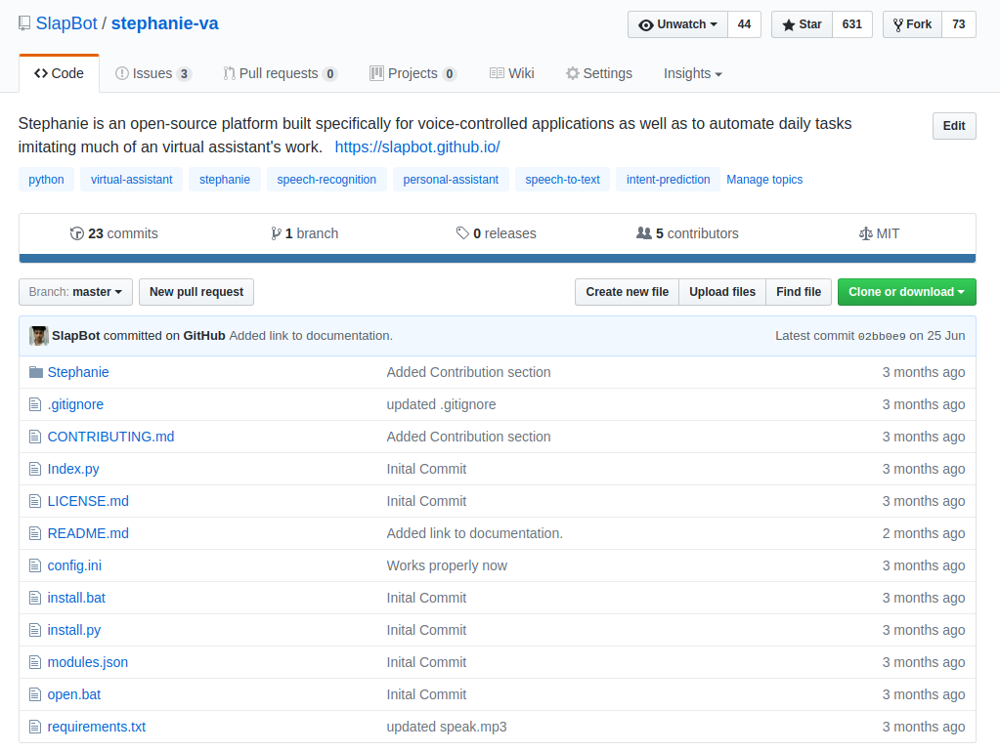 SlapBot / stephanie-va Unwatch 44 Star 631 Fork 73
Code Issues 3 Pull requests 0 Projects 0 Wiki Settings Insights
Stephanie is an open-source platform built specifically for voice-controlled applications as well as to automate daily tasks
imitating much of an virtual assistant's work. https://slapbot.github.io/
Edit
python virtual-assistant stephanie speech-recognition personal-assistant speech-to-text intent-prediction Manage topics
23 commits 1 branch 0 releases 5 contributors MIT
Branch: master New pull request Create new file Upload files Find file Clone or download
SlapBot committed on GitHub Added link to documentation. Latest commit 02bb0e9 on 25 Jun
Stephanie Added Contribution section 3 months ago
.gitignore updated .gitignore 3 months ago
CONTRIBUTING.md Added Contribution section 3 months ago
Index.py Inital Commit 3 months ago
LICENSE.md Inital Commit 3 months ago
README.md Added link to documentation. 2 months ago
config.ini Works properly now 3 months ago
install.bat Inital Commit 3 months ago
install.py Inital Commit 3 months ago
modules.json Inital Commit 3 months ago
open.bat Inital Commit 3 months ago
requirements.txt updated speak.mp3 3 months ago